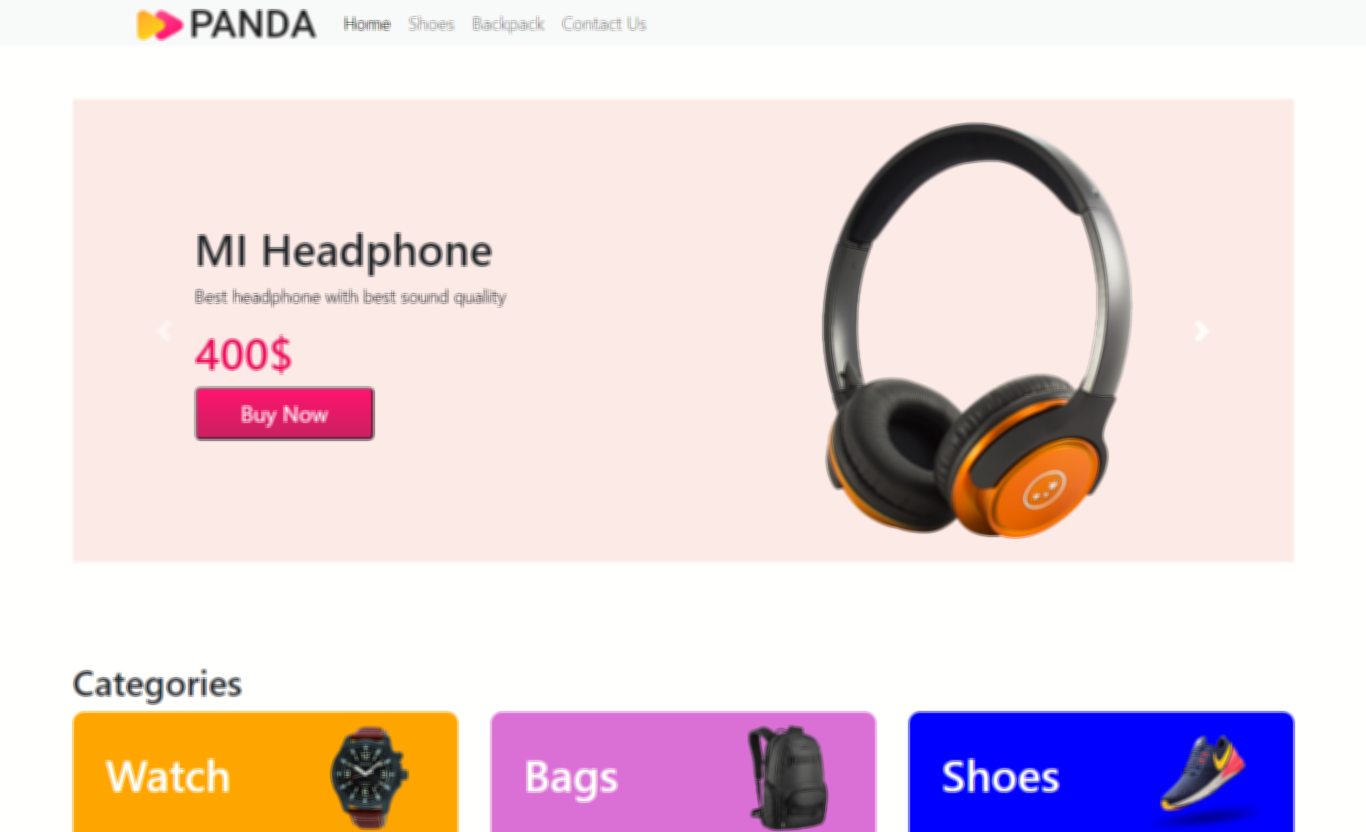 PANDA Home Shoes Backpack Contact Us
MI Headphone
Best headphone with best sound quallity
400$
Buy Now
Categories
Watch Bags Shoes